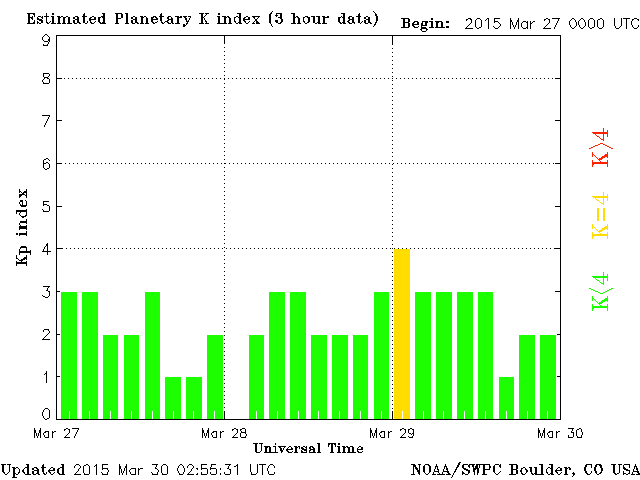 Estimated Planetary K index (3 hour data) Begin: 2015 Mar 27 0000 UTC
9
8
7
6
5
4
3
2
1
0
Kp index
K>4
K=4
K<4
Mar 27 Mar 28 Mar 29 Mar 30
Universal Time
Updated 2015 Mar 30 02:55:31 UTC NOAA/SWPC Boulder, CO USA